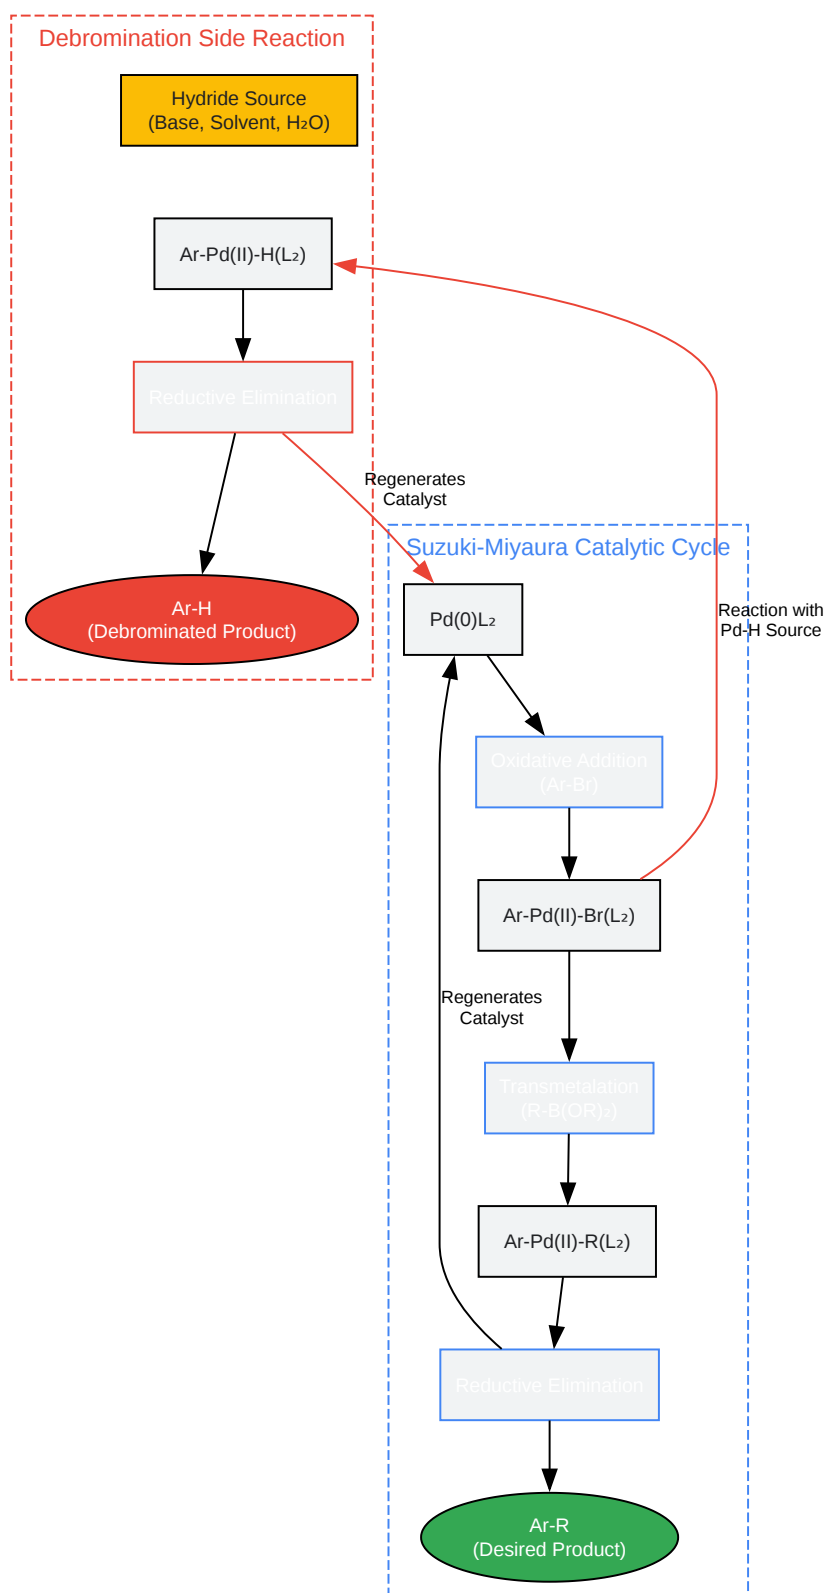 Debromination Side Reaction
Hydride Source
(Base, Solvent, H₂O)
Ar-Pd(II)-H(L₂)
Reductive Elimination
Regenerates
Catalyst
Ar-H
(Debrominated Product)
Suzuki-Miyaura Catalytic Cycle
Pd(0)L₂
Reaction with
Pd-H Source
Oxidative Addition
(Ar-Br)
Ar-Pd(II)-Br(L₂)
Regenerates
Catalyst
Transmetalation
(R-B(OR)₂)
Ar-Pd(II)-R(L₂)
Reductive Elimination
Ar-R
(Desired Product)